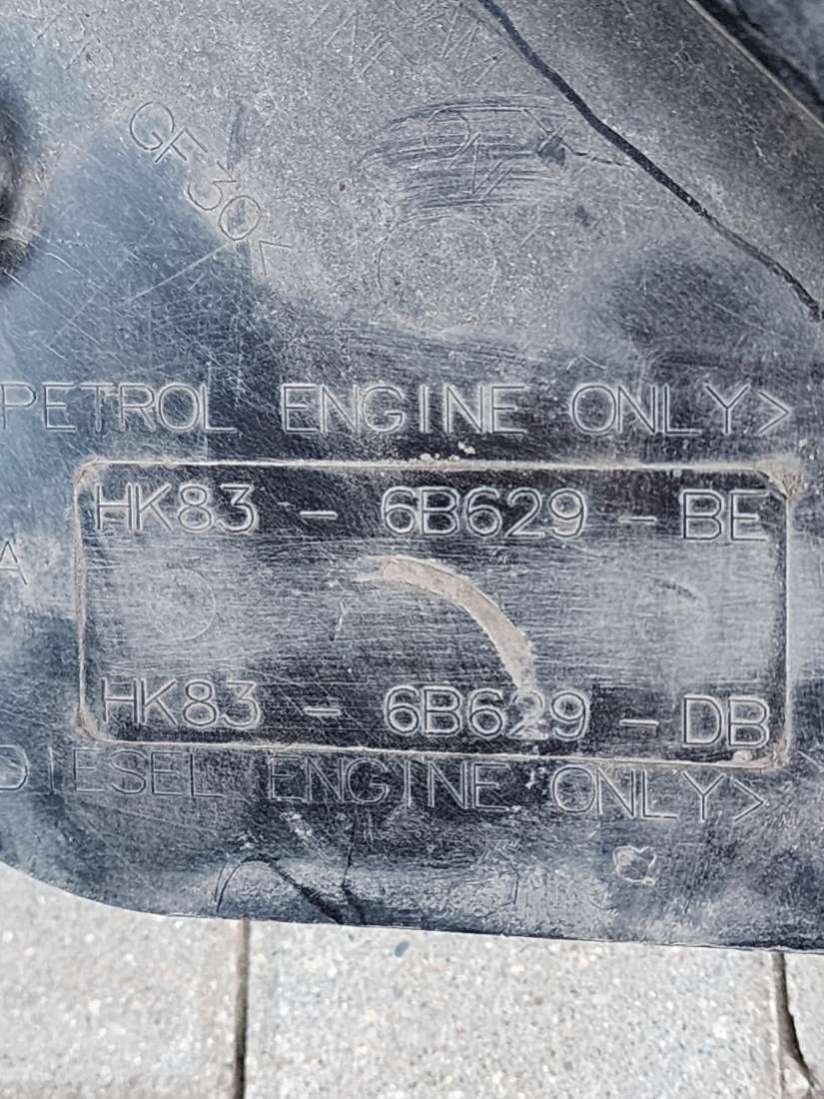 GF30<
PETROL ENGINE ONLY>
HK83 - 6B629 - BE
A
HK83 - 6B629 - DB
DIESEL ENGINE ONLY>